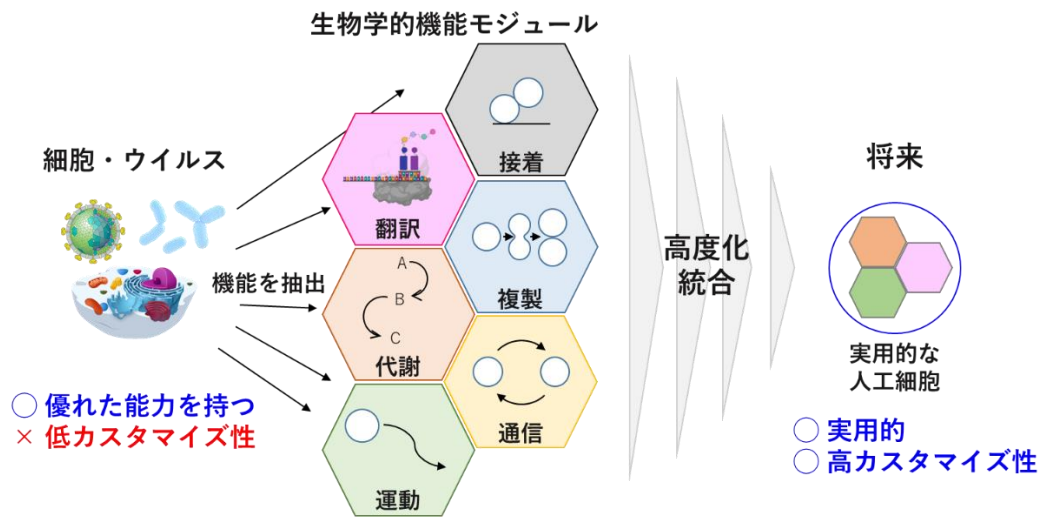 生物学的機能モジュール
細胞・ウイルス
機能を抽出
○ 優れた能力を持つ
× 低カスタマイズ性
接着
翻訳
複製
A
B
C
代謝
通信
運動
高度化
統合
将来
実用的な
人工細胞
○ 実用的
○ 高カスタマイズ性